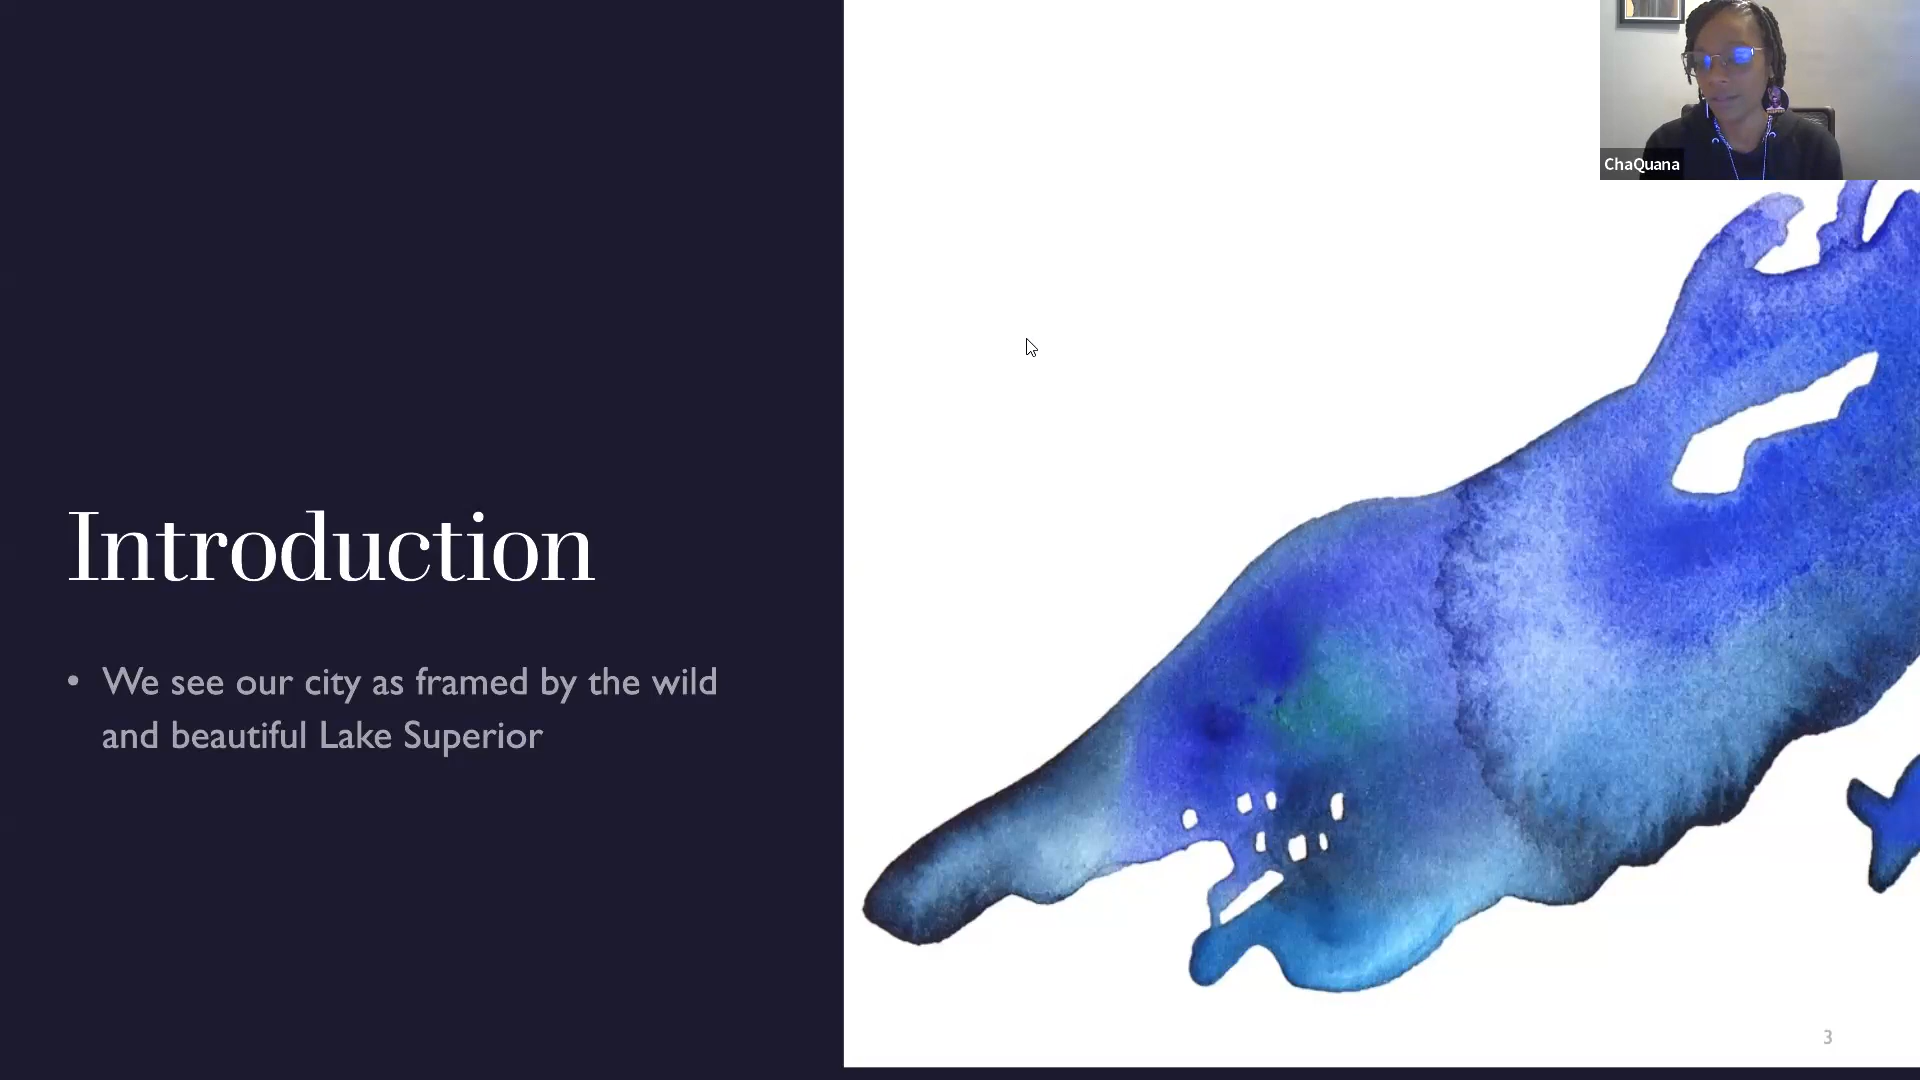 ChaQuana
Introduction
• We see our city as framed by the wild
and beautiful Lake Superior
3